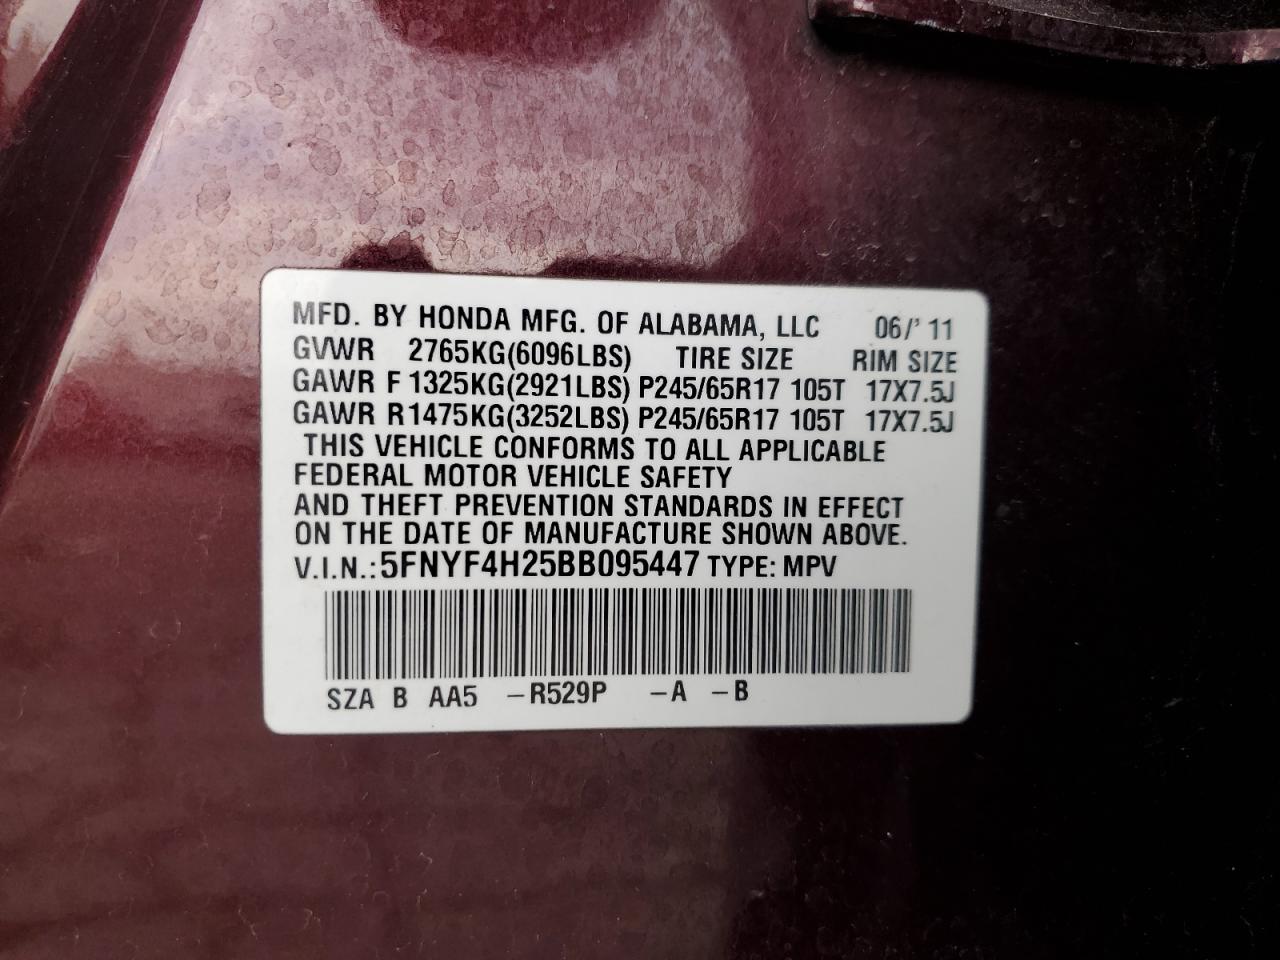 MFD. BY HONDA MFG. OF ALABAMA, LLC 06/'11
GVWR 2765KG(6096LBS) TIRE SIZE RIM SIZE
GAWR F 1325KG(2921LBS) P245/65R17 105T 17X7.5J
GAWR R1475KG(3252LBS) P245/65R17 105T 17X7.5J
THIS VEHICLE CONFORMS TO ALL APPLICABLE
FEDERAL MOTOR VEHICLE SAFETY
AND THEFT PREVENTION STANDARDS IN EFFECT
ON THE DATE OF MANUFACTURE SHOWN ABOVE.
V.I.N.:5FNYF4H25BB095447 TYPE: MPV
SZA B AA5 -R529P -A -B